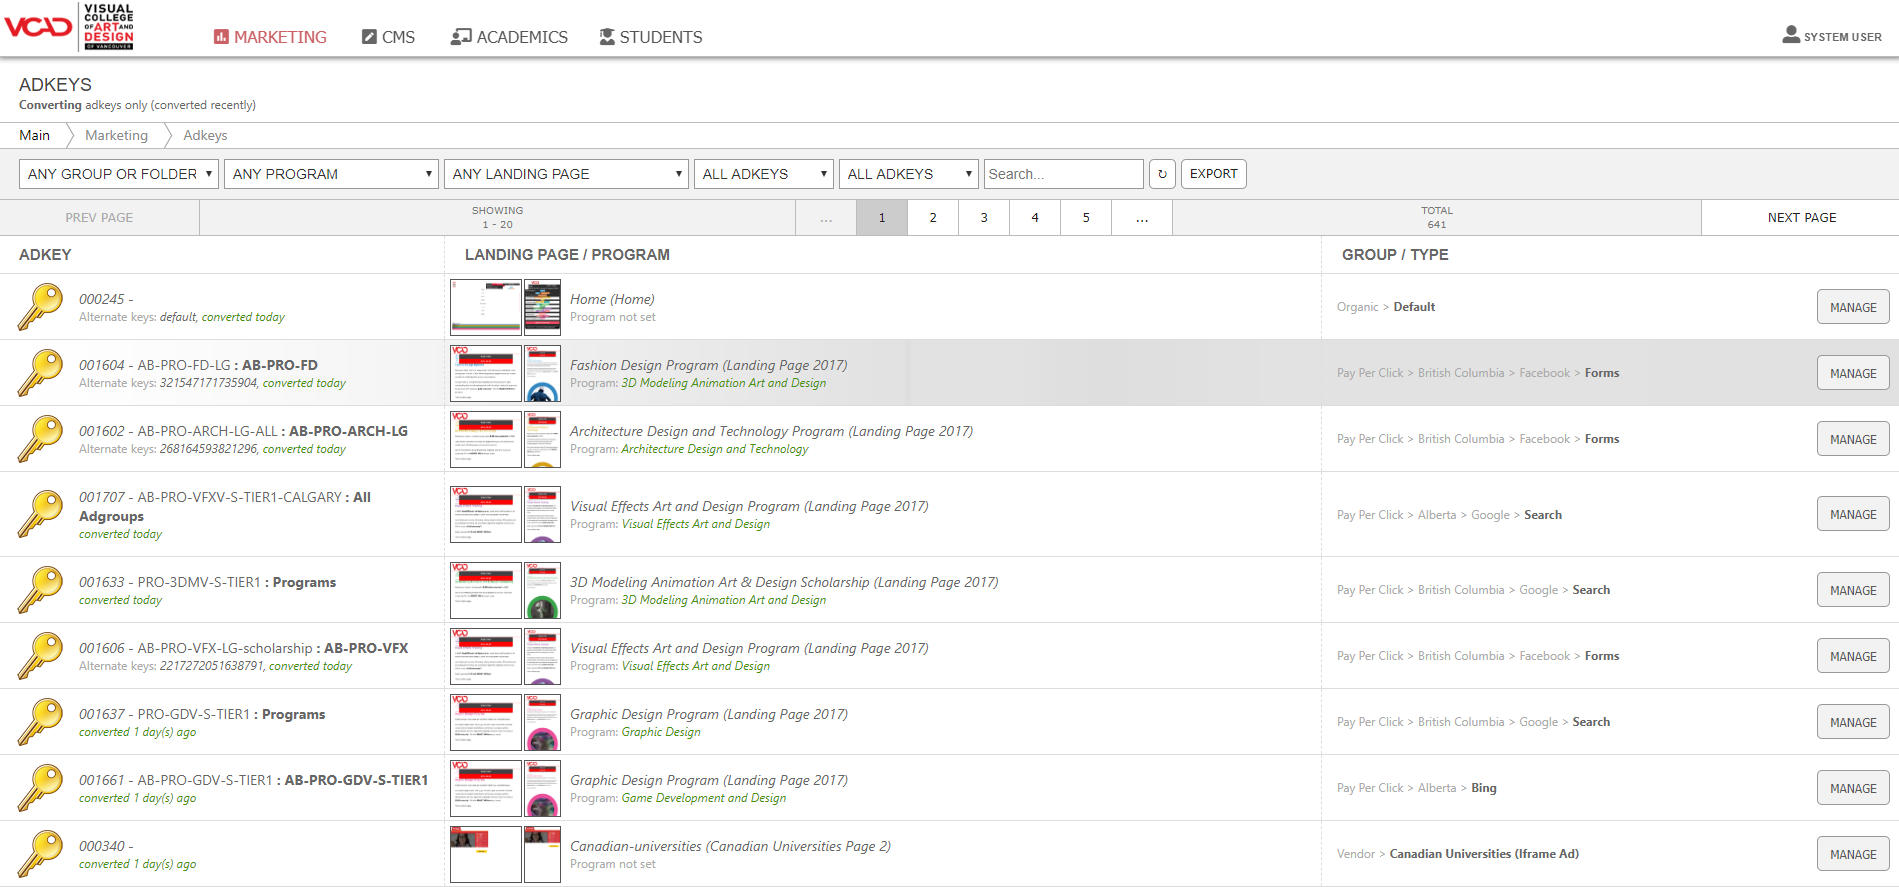 VCAD
VISUAL
COLLEGE
OF ART AND
DESIGN
OF VANCOUVER
MARKETING
CMS
ACADEMICS
STUDENTS
SYSTEM USER
ADKEYS
Converting adkeys only (converted recently)
Main
Marketing
Adkeys
ANY GROUP OR FOLDER
ANY PROGRAM
ANY LANDING PAGE
ALL ADKEYS
ALL ADKEYS
Search...
EXPORT
PREV PAGE
SHOWING
1 - 20
...
1
2
3
4
5
...
TOTAL
641
NEXT PAGE
ADKEY
LANDING PAGE / PROGRAM
GROUP / TYPE
000245 -
Alternate keys: default, converted today
Home (Home)
Program not set
Organic > Default
MANAGE
001604 - AB-PRO-FD-LG : AB-PRO-FD
Alternate keys: 321547171735904, converted today
Fashion Design Program (Landing Page 2017)
Program: 3D Modeling Animation Art and Design
Pay Per Click > British Columbia > Facebook > Forms
MANAGE
001602 - AB-PRO-ARCH-LG-ALL : AB-PRO-ARCH-LG
Alternate keys: 268164593821296, converted today
Architecture Design and Technology Program (Landing Page 2017)
Program: Architecture Design and Technology
Pay Per Click > British Columbia > Facebook > Forms
MANAGE
001707 - AB-PRO-VFXV-S-TIER1-CALGARY : All
Adgroups
converted today
Visual Effects Art and Design Program (Landing Page 2017)
Program: Visual Effects Art and Design
Pay Per Click > Alberta > Google > Search
MANAGE
001633 - PRO-3DMV-S-TIER1 : Programs
converted today
3D Modeling Animation Art & Design Scholarship (Landing Page 2017)
Program: 3D Modeling Animation Art and Design
Pay Per Click > British Columbia > Google > Search
MANAGE
001606 - AB-PRO-VFX-LG-scholarship : AB-PRO-VFX
Alternate keys: 2217272051638791, converted today
Visual Effects Art and Design Program (Landing Page 2017)
Program: Visual Effects Art and Design
Pay Per Click > British Columbia > Facebook > Forms
MANAGE
001637 - PRO-GDV-S-TIER1 : Programs
converted 1 day(s) ago
Graphic Design Program (Landing Page 2017)
Program: Graphic Design
Pay Per Click > British Columbia > Google > Search
MANAGE
001661 - AB-PRO-GDV-S-TIER1 : AB-PRO-GDV-S-TIER1
converted 1 day(s) ago
Graphic Design Program (Landing Page 2017)
Program: Game Development and Design
Pay Per Click > Alberta > Bing
MANAGE
000340 -
converted 1 day(s) ago
Canadian-universities (Canadian Universities Page 2)
Program not set
Vendor > Canadian Universities (Iframe Ad)
MANAGE